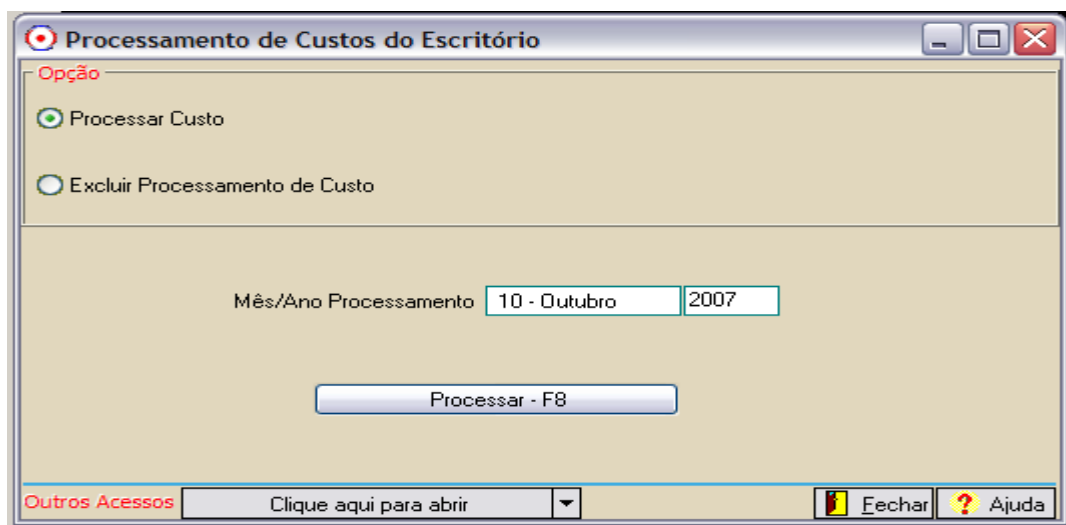 Processamento de Custos do Escritório
Opção
Processar Custo
Excluir Processamento de Custo
Mês/Ano Processamento 10 - Outubro 2007
Processar - F8
Outros Acessos Clique aqui para abrir Fechar ? Ajuda